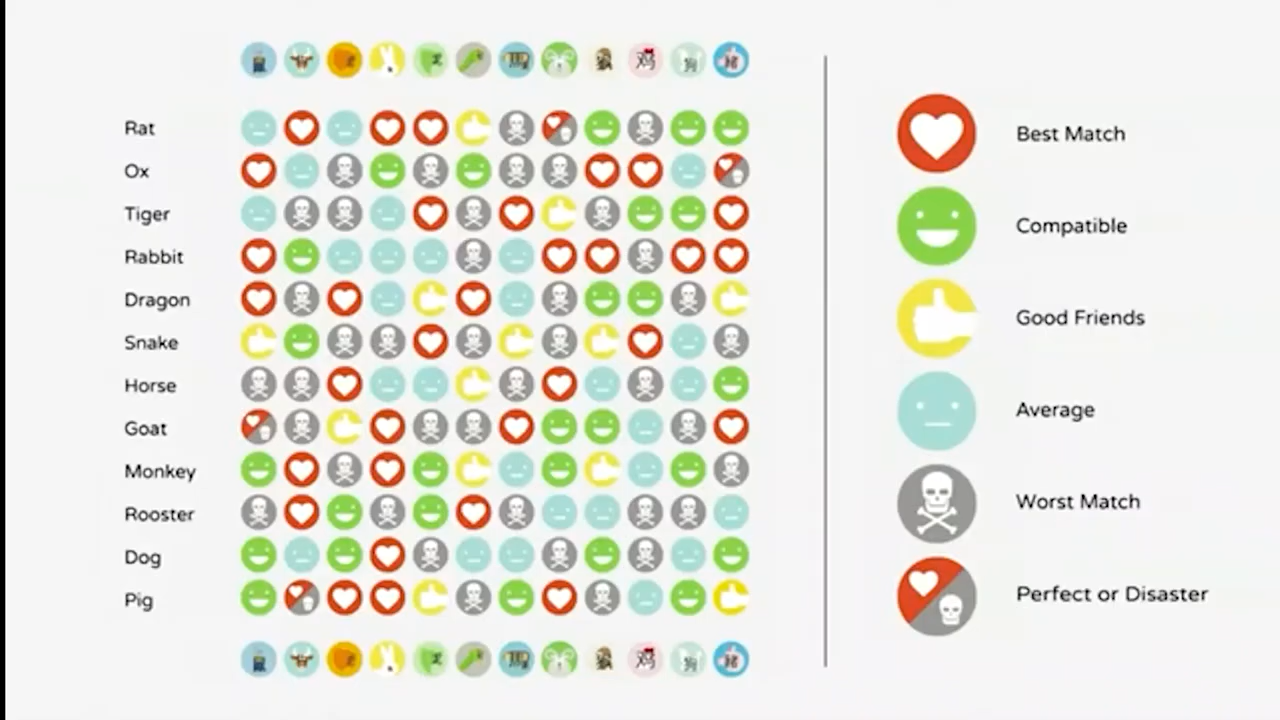 Rat
Ox
Tiger
Rabbit
Dragon
Snake
Horse
Goat
Monkey
Rooster
Dog
Pig
Best Match
Compatible
Good Friends
Average
Worst Match
Perfect or Disaster